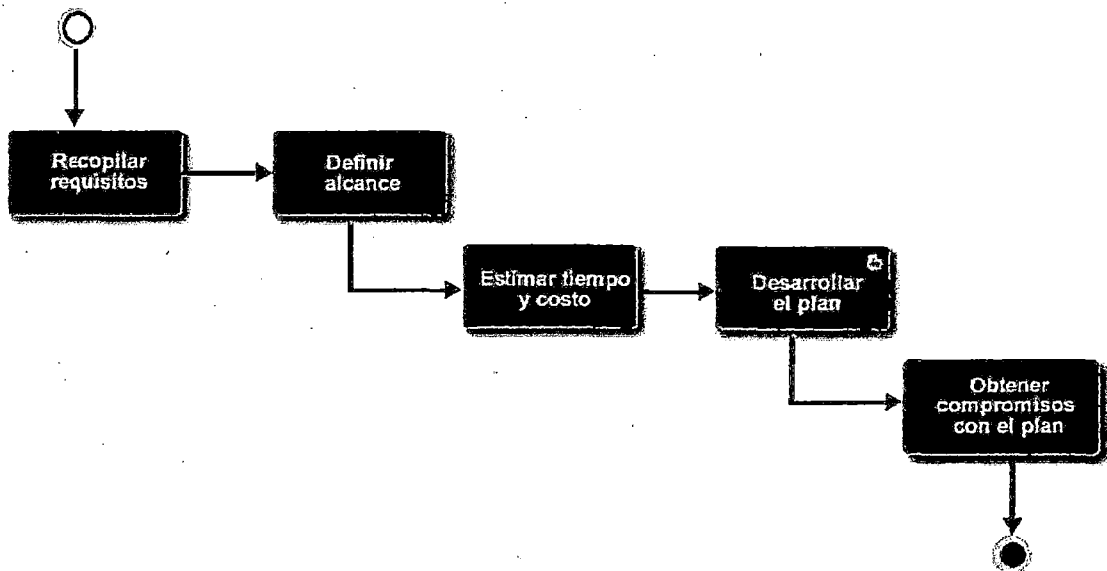 Recopilar
requisitos
Definir
alcance
Estimar tiempo
y costo
Desarrollar
el plan
Obtener
compromisos
con el plan